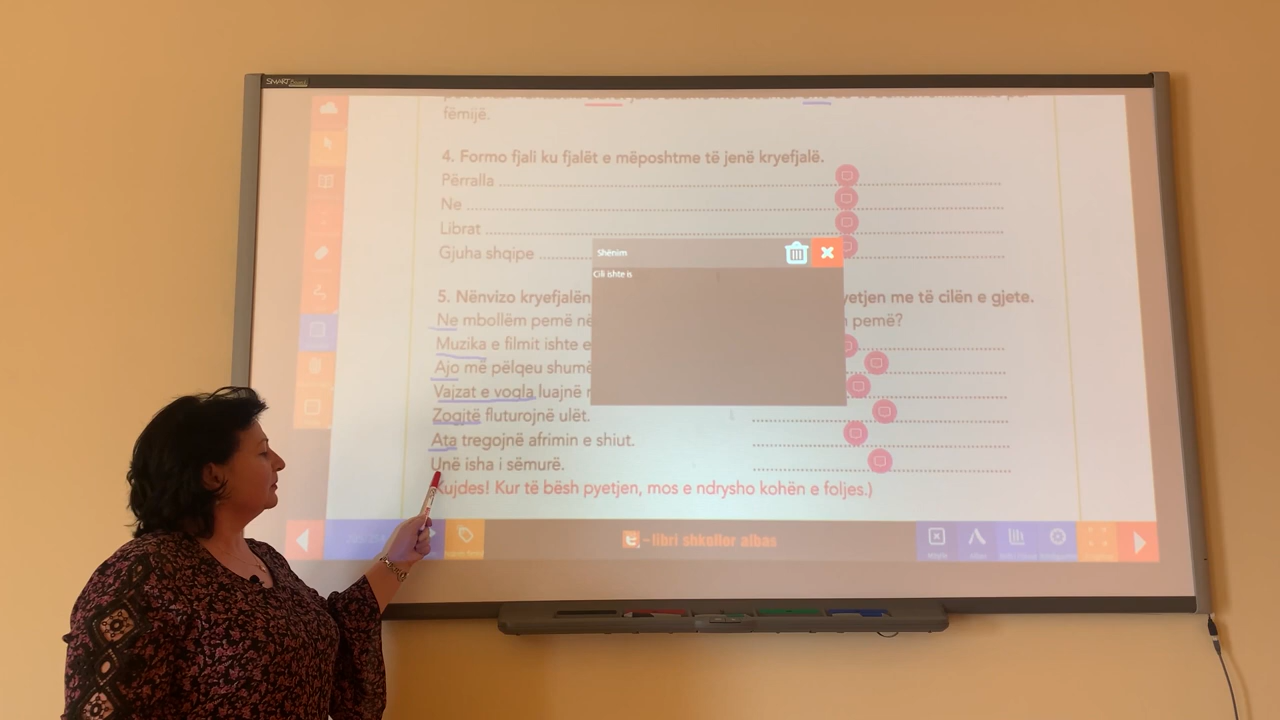 SMART
fëmijë.
4. Formo fjali ku fjalët e mëposhtme të jenë kryefjalë.
Përralla
Ne
Librat
Gjuha shqipe
Shënim
Cili ishte is
5. Nënvizo kryefjalën yetjen me të cilën e gjete.
Ne mbollëm pemë në pemë?
Muzika e filmit ishte e
Ajo më pëlqeu shumë
Vajzat e vogla luajnë
Zogjtë fluturojnë ulët.
Ata tregojnë afrimin e shiut.
Unë isha i sëmurë.
Kujdes! Kur të bësh pyetjen, mos e ndrysho kohën e foljes.)
-libri shkollor albas